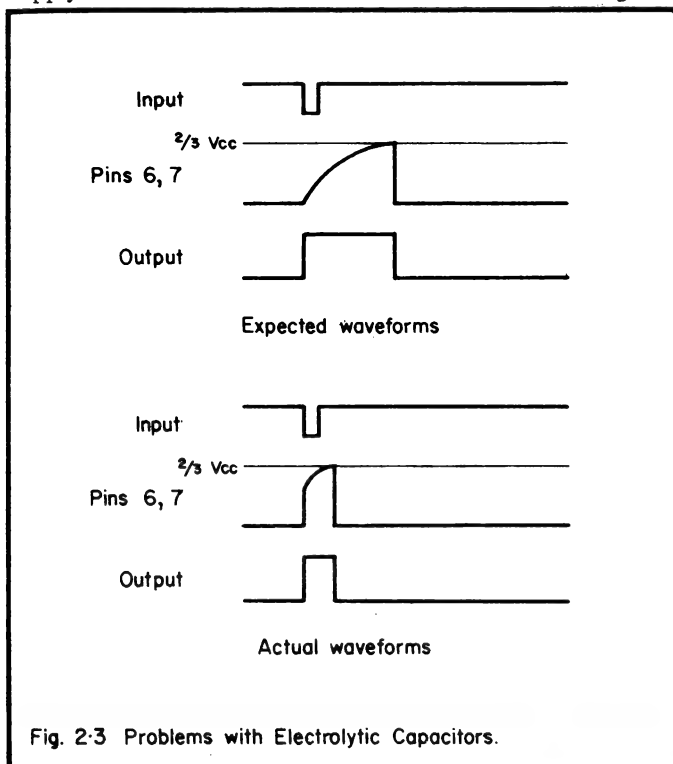 Input
2/3 Vcc
Pins 6, 7
Output
Expected waveforms
Input
2/3 Vcc
Pins 6, 7
Output
Actual waveforms
Fig. 2·3 Problems with Electrolytic Capacitors.